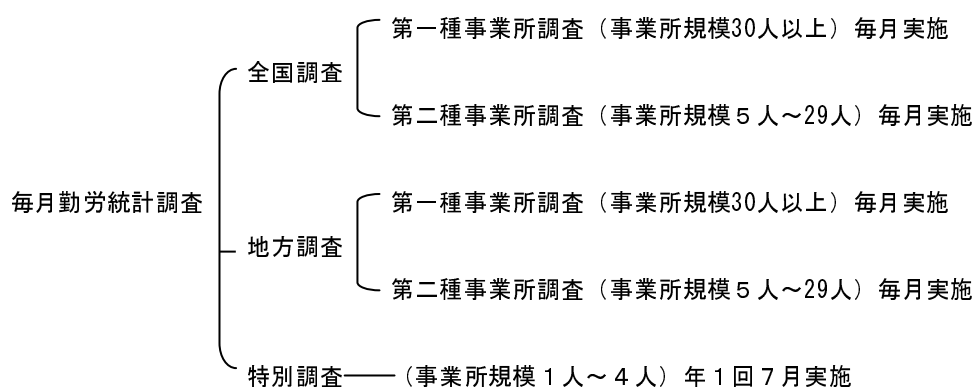 第一種事業所調査（事業所規模30人以上）毎月実施
全国調査
第二種事業所調査（事業所規模５人～29人）毎月実施
毎月勤労統計調査
第一種事業所調査（事業所規模30人以上）毎月実施
地方調査
第二種事業所調査（事業所規模５人～29人）毎月実施
特別調査――（事業所規模１人～４人）年１回７月実施